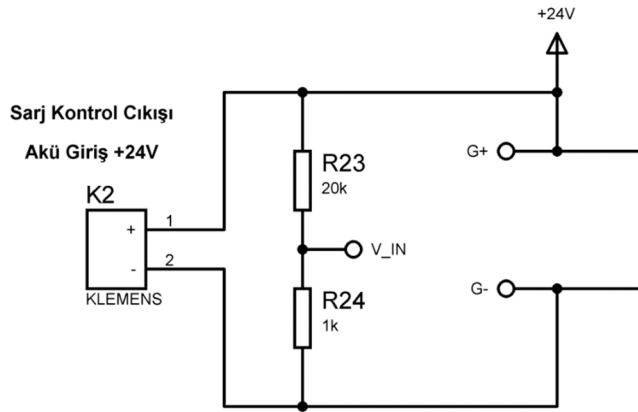 +24V
Sarj Kontrol Cıkışı
Akü Giriş +24V
K2
+
1
-
2
KLEMENS
R23
20k
V_IN
R24
1k
G+
G-